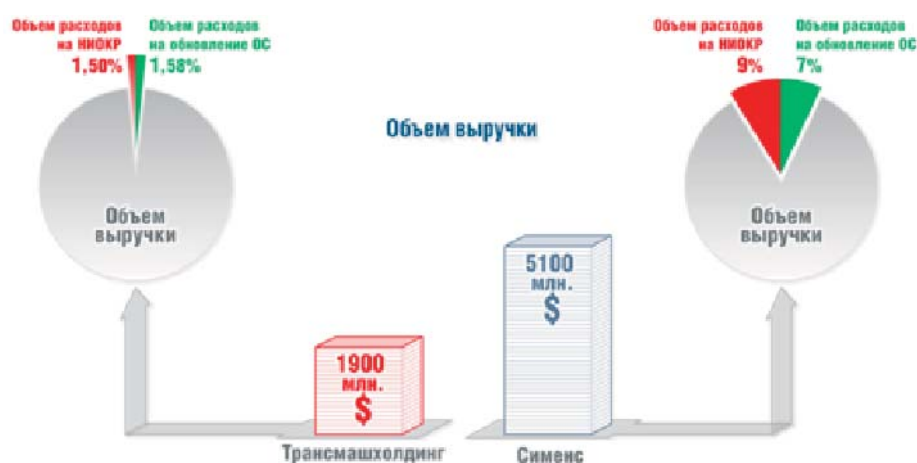 Объем расходов
на НИОКР
1,50%
Объем расходов
на обновление ОС
1,58%
Объем
выручки
Объем выручки
Объем расходов
на НИОКР
9%
Объем расходов
на обновление ОС
7%
Объем
выручки
1900
млн.
$
Трансмашхолдинг
5100
млн.
$
Сименс